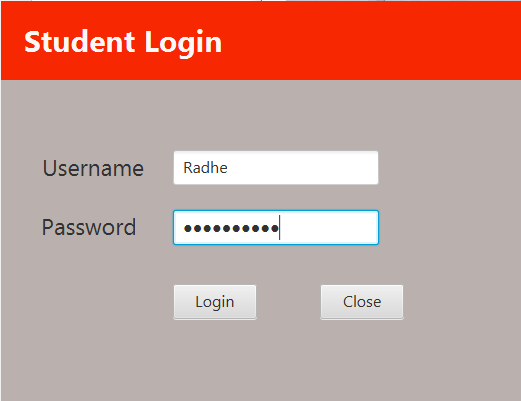 Student Login
Username Radhe
Password ●●●●●●●●●●
Login Close